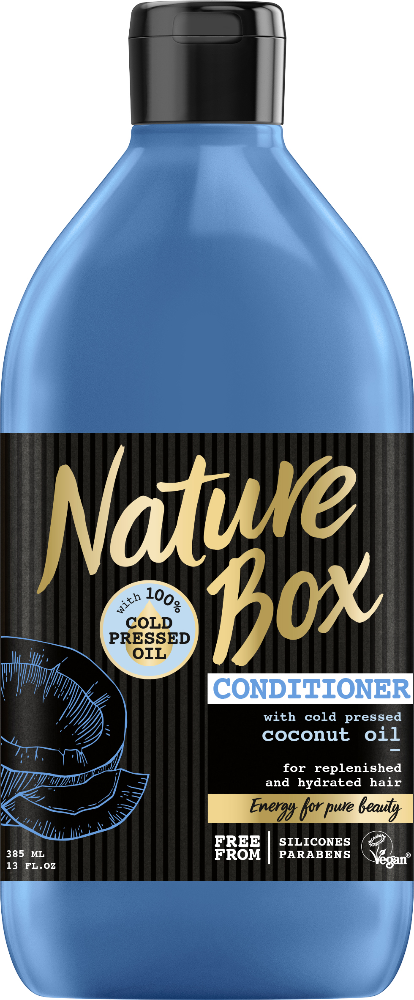 Nature
Box
with 100%
COLD
PRESSED
OIL
CONDITIONER
with cold pressed
coconut oil
–
for replenished
and hydrated hair
Energy for pure beauty
FREE
FROM
SILICONES
PARABENS
Vegan®
385 ML
13 FL.OZ